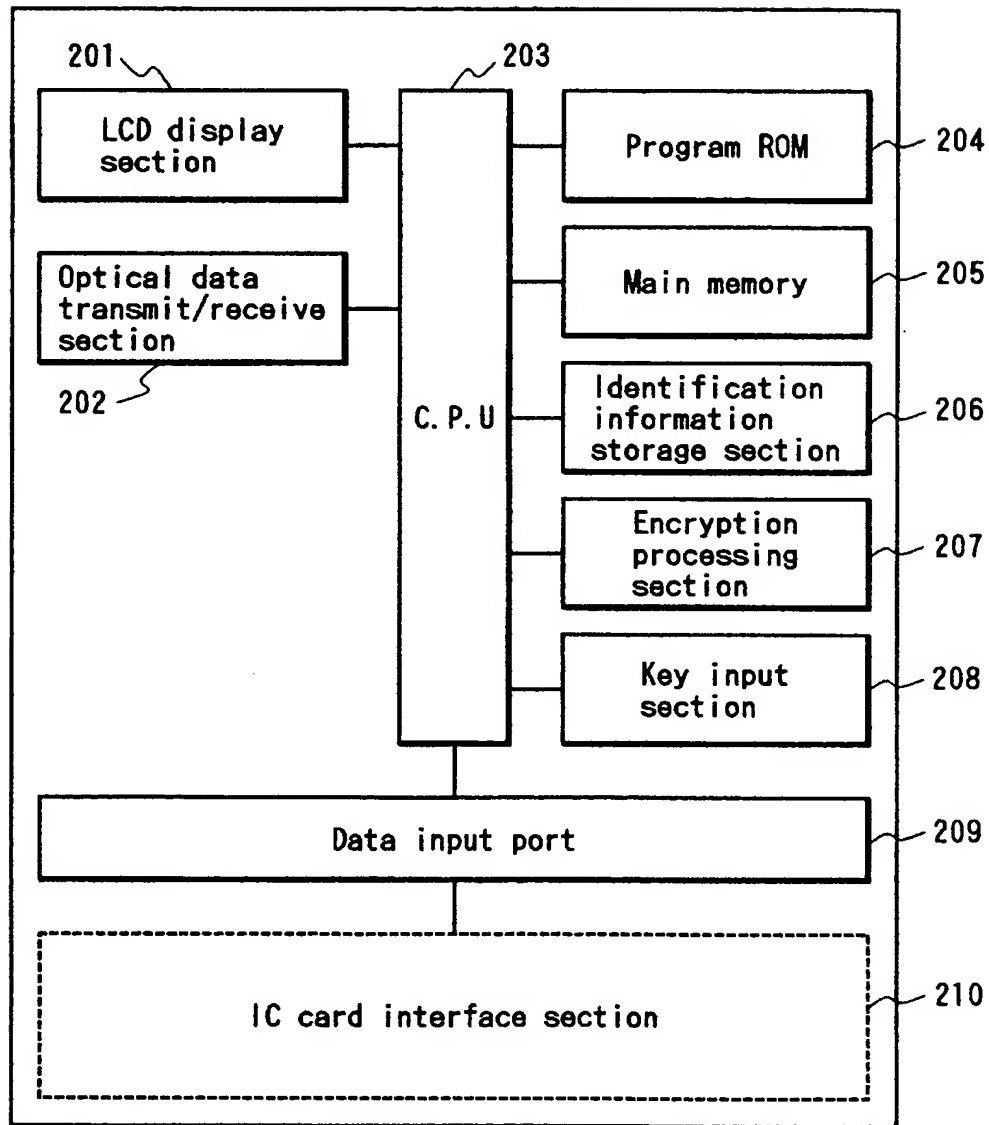 201
203
LCD display
section
Program ROM
204
Optical data
transmit/receive
section
202
Main memory
205
C.P.U
Identification
information
storage section
206
Encryption
processing
section
207
Key input
section
208
Data input port
209
IC card interface section
210